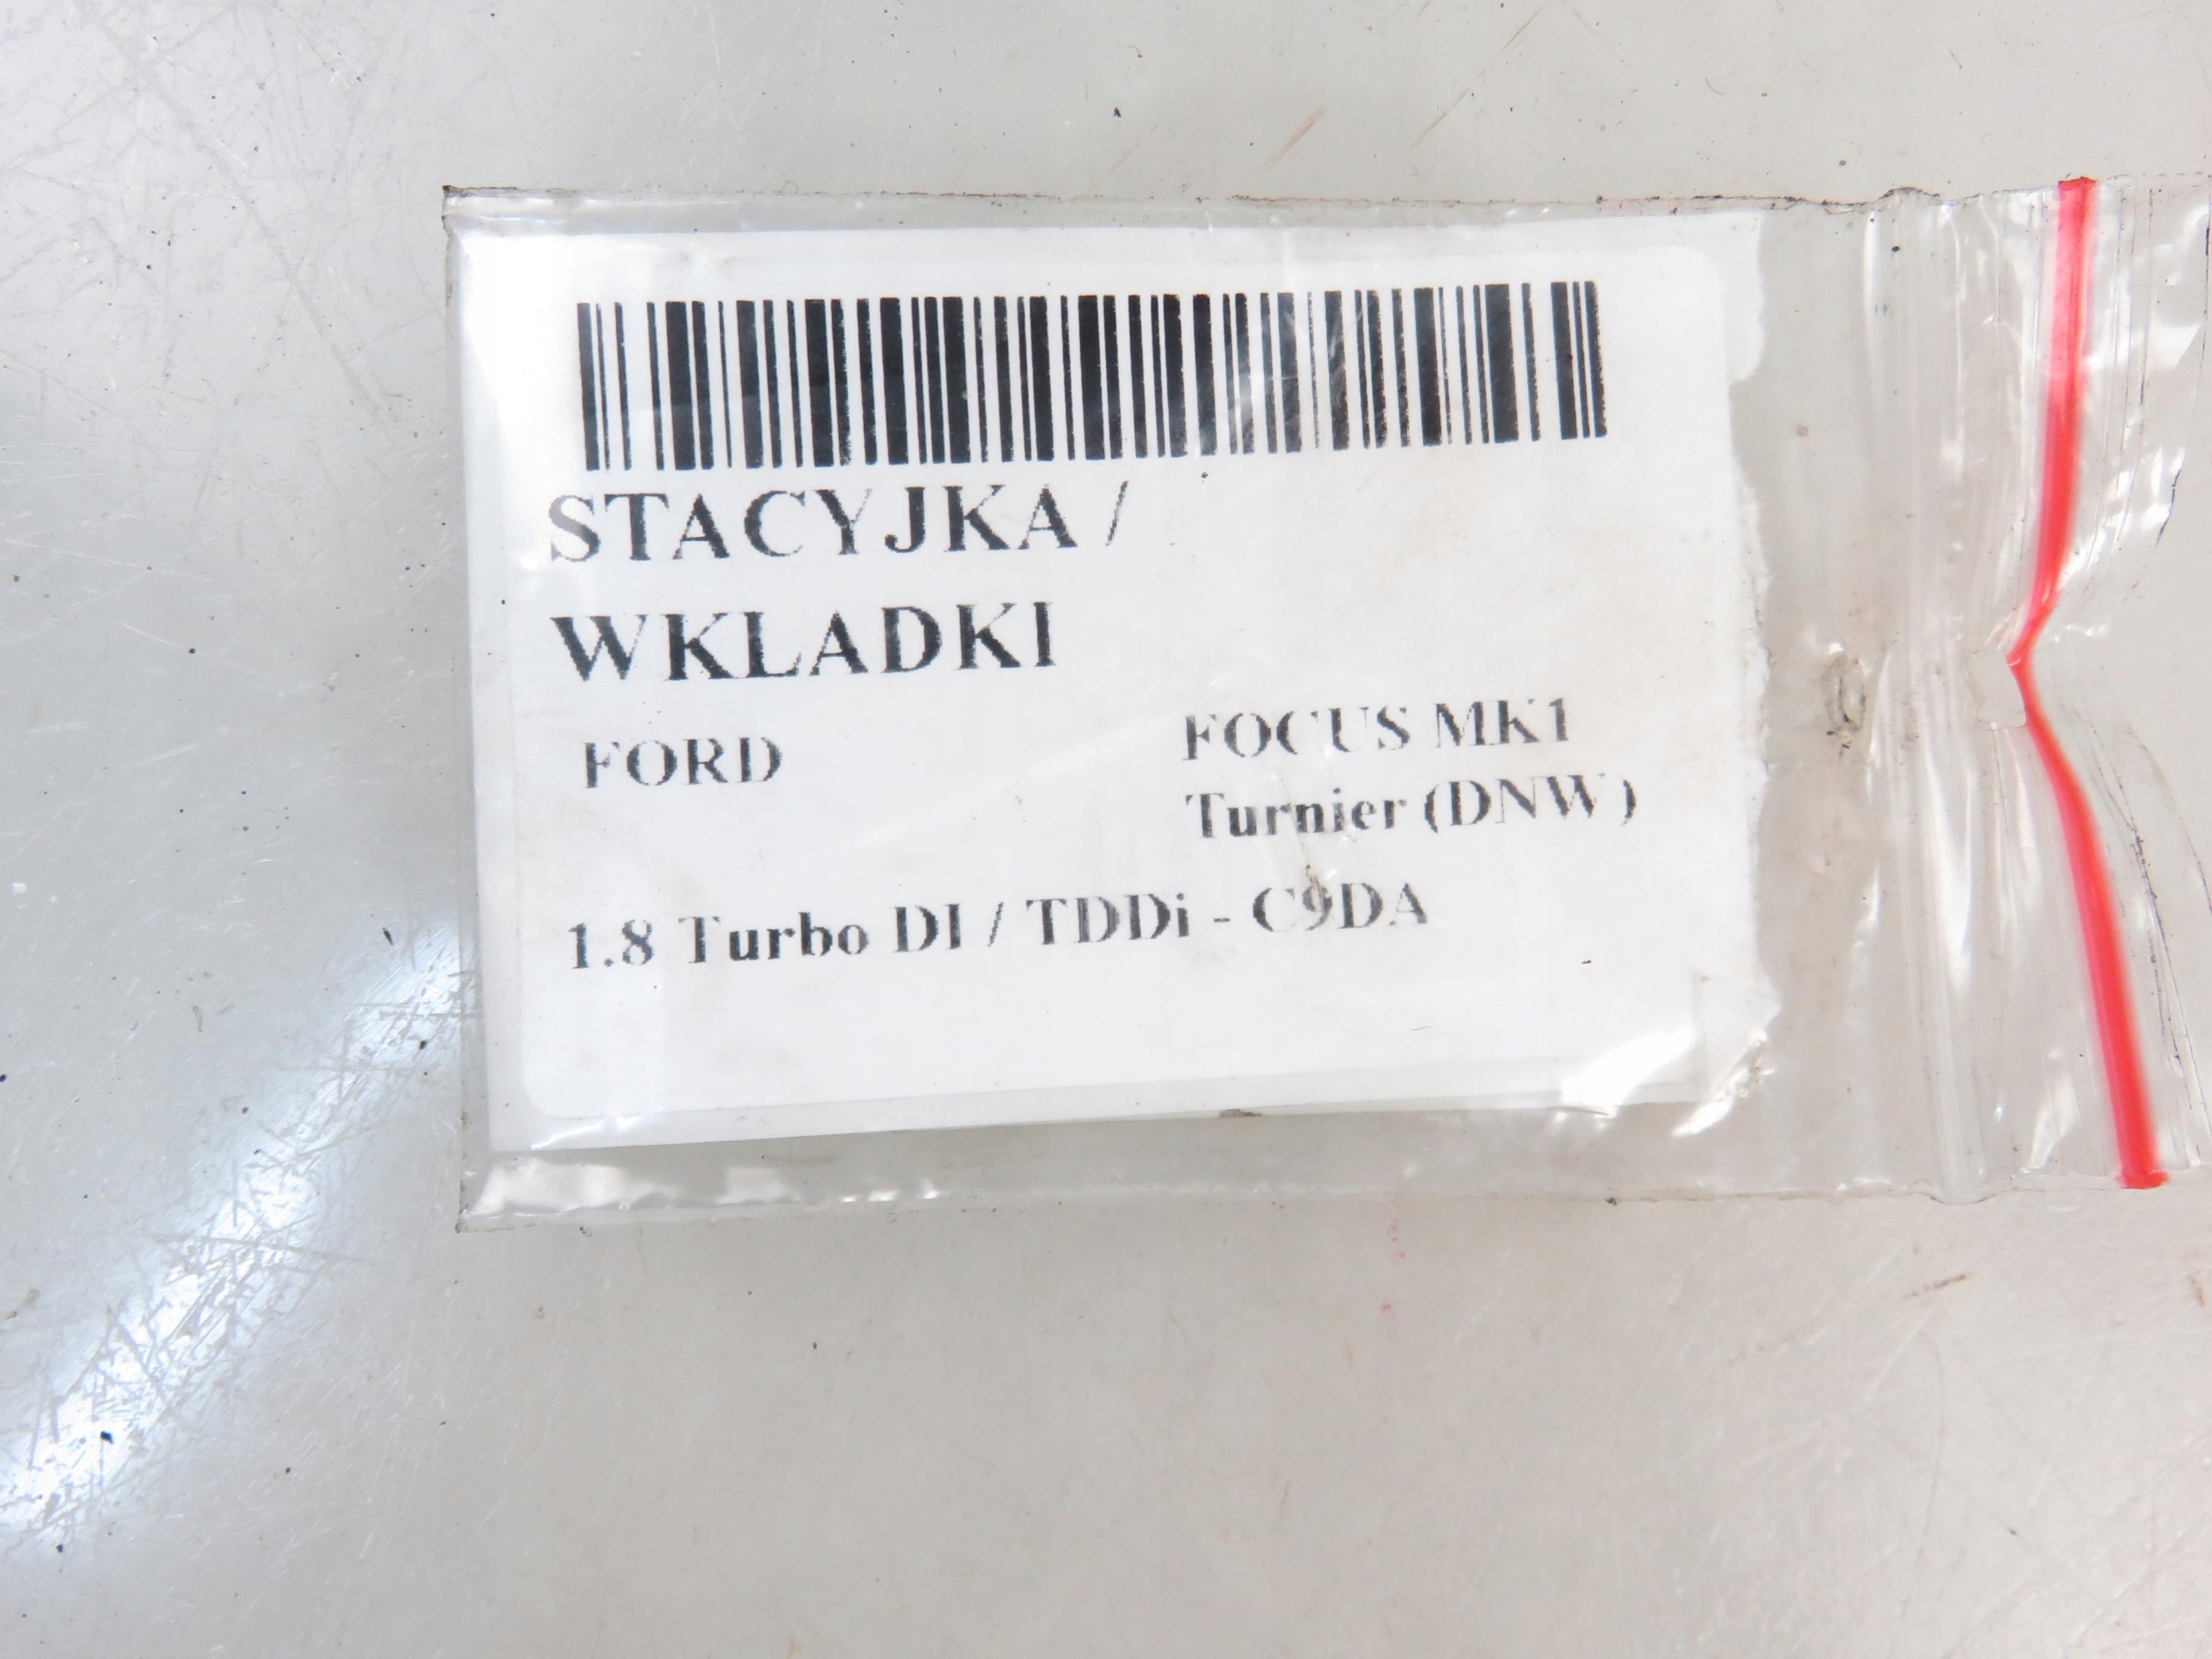 STACYJKA /
WKLADKI
FORD
FOCUS MK1
Turnier (DNW)
1.8 Turbo DI / TDDi - C9DA